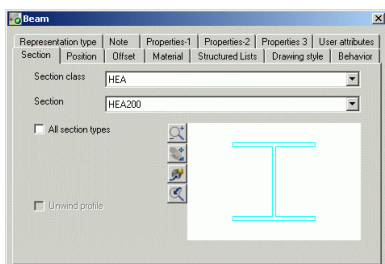 Beam
Representation type Note Properties-1 Properties-2 Properties 3 User attributes
Section Position Offset Material Structured Lists Drawing style Behavior
Section class HEA
Section HEA200
All section types
Unwind profile